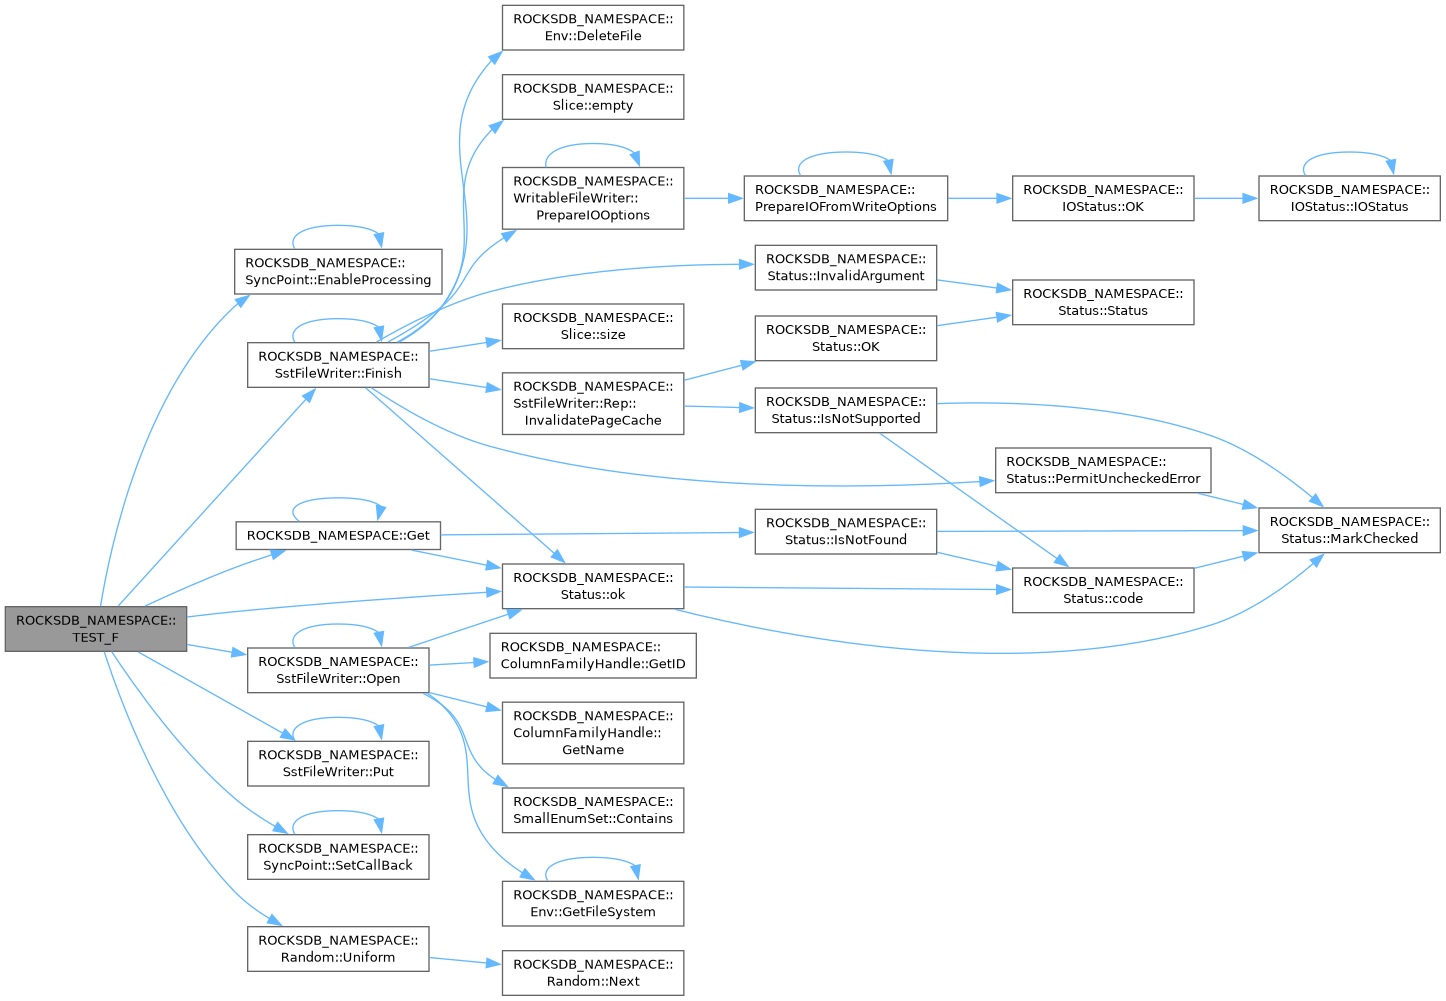 ROCKSDB_NAMESPACE::
TEST_F
ROCKSDB_NAMESPACE::
SyncPoint::EnableProcessing
ROCKSDB_NAMESPACE::
SstFileWriter::Finish
ROCKSDB_NAMESPACE::Get
ROCKSDB_NAMESPACE::
SstFileWriter::Open
ROCKSDB_NAMESPACE::
SstFileWriter::Put
ROCKSDB_NAMESPACE::
SyncPoint::SetCallBack
ROCKSDB_NAMESPACE::
Random::Uniform
ROCKSDB_NAMESPACE::
Env::DeleteFile
ROCKSDB_NAMESPACE::
Slice::empty
ROCKSDB_NAMESPACE::
WritableFileWriter::
PrepareIOOptions
ROCKSDB_NAMESPACE::
Slice::size
ROCKSDB_NAMESPACE::
SstFileWriter::Rep::
InvalidatePageCache
ROCKSDB_NAMESPACE::
Status::ok
ROCKSDB_NAMESPACE::
ColumnFamilyHandle::GetID
ROCKSDB_NAMESPACE::
ColumnFamilyHandle::
GetName
ROCKSDB_NAMESPACE::
SmallEnumSet::Contains
ROCKSDB_NAMESPACE::
Env::GetFileSystem
ROCKSDB_NAMESPACE::
Random::Next
ROCKSDB_NAMESPACE::
PrepareIOFromWriteOptions
ROCKSDB_NAMESPACE::
Status::InvalidArgument
ROCKSDB_NAMESPACE::
Status::OK
ROCKSDB_NAMESPACE::
Status::IsNotSupported
ROCKSDB_NAMESPACE::
Status::IsNotFound
ROCKSDB_NAMESPACE::
IOStatus::OK
ROCKSDB_NAMESPACE::
Status::Status
ROCKSDB_NAMESPACE::
Status::PermitUncheckedError
ROCKSDB_NAMESPACE::
Status::code
ROCKSDB_NAMESPACE::
IOStatus::IOStatus
ROCKSDB_NAMESPACE::
Status::MarkChecked